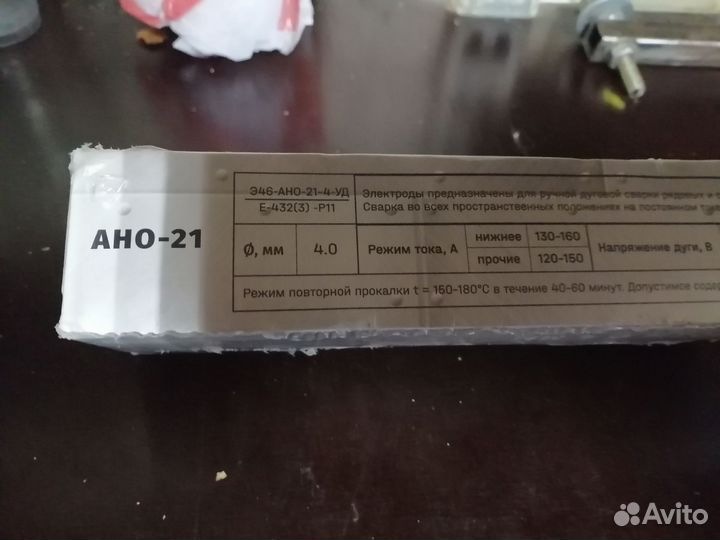 АНО-21
Э46-АНО-21-4-УД
Е-432(3) -Р11
Электроды предназначены для ручной дуговой сварки рядовых и
Сварка во всех пространственных положениях на постоянном
Ø, мм 4.0 Режим тока, А нижнее 130-160 Напряжение дуги, В
прочие 120-150
Режим повторной прокалки t = 150-180°С в течение 40-60 минут. Допустимое
Avito